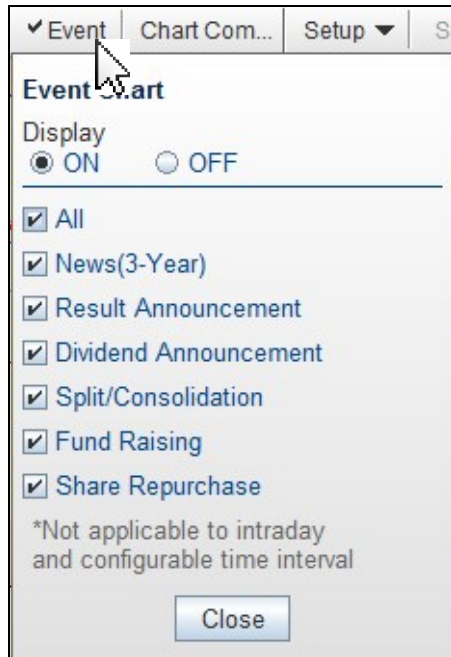 Event Chart Com... Setup S
Event Chart
Display
ON OFF
All
News(3-Year)
Result Announcement
Dividend Announcement
Split/Consolidation
Fund Raising
Share Repurchase
*Not applicable to intraday
and configurable time interval
Close